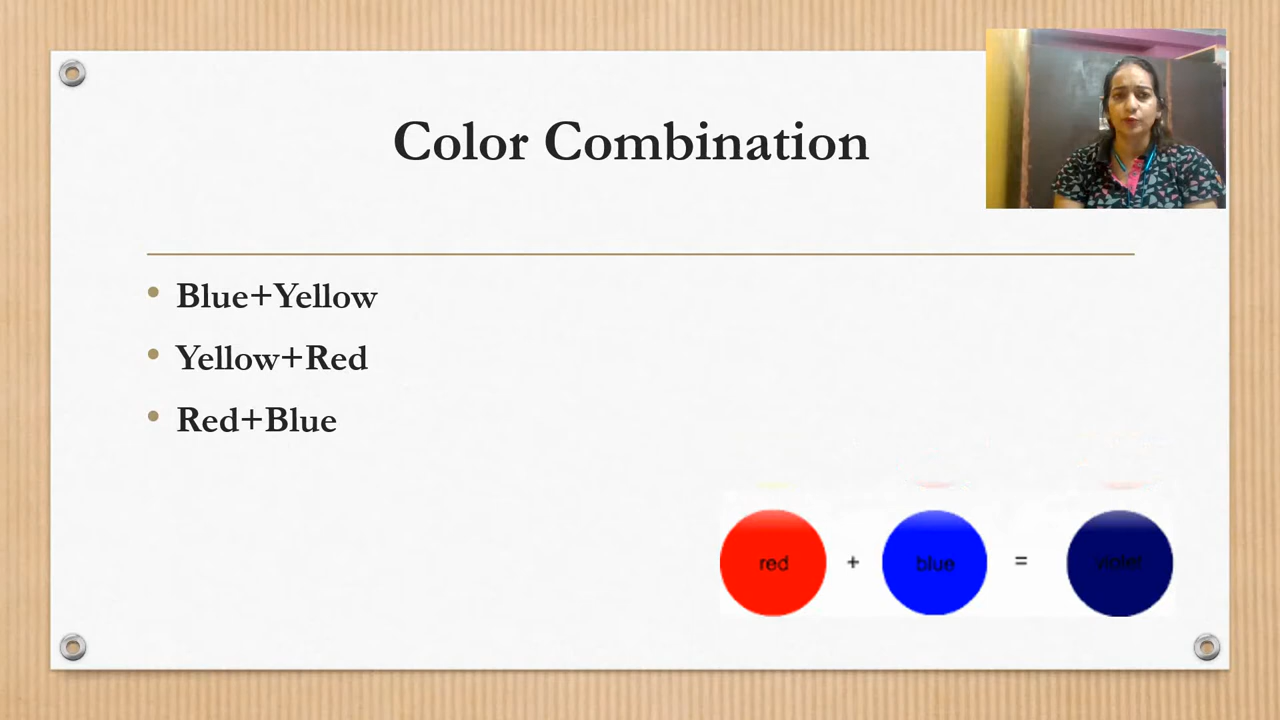 Color Combination
• Blue+Yellow
• Yellow+Red
• Red+Blue
red + blue = violet